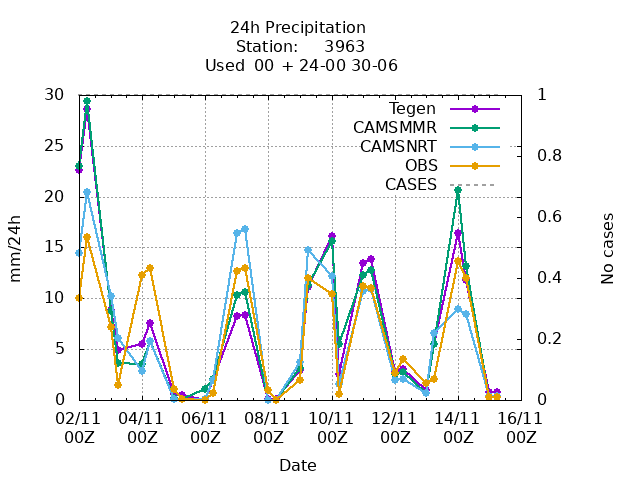 24h Precipitation
Station: 3963
Used 00 + 24-00 30-06
30 1
Tegen
CAMSMMR
25
CAMSNRT
0.8
OBS
CASES
20
0.6
mm/24h
15
No cases
0.4
10
0.2
5
0 0
02/11 04/11 06/11 08/11 10/11 12/11 14/11 16/11
00Z 00Z 00Z 00Z 00Z 00Z 00Z 00Z
Date